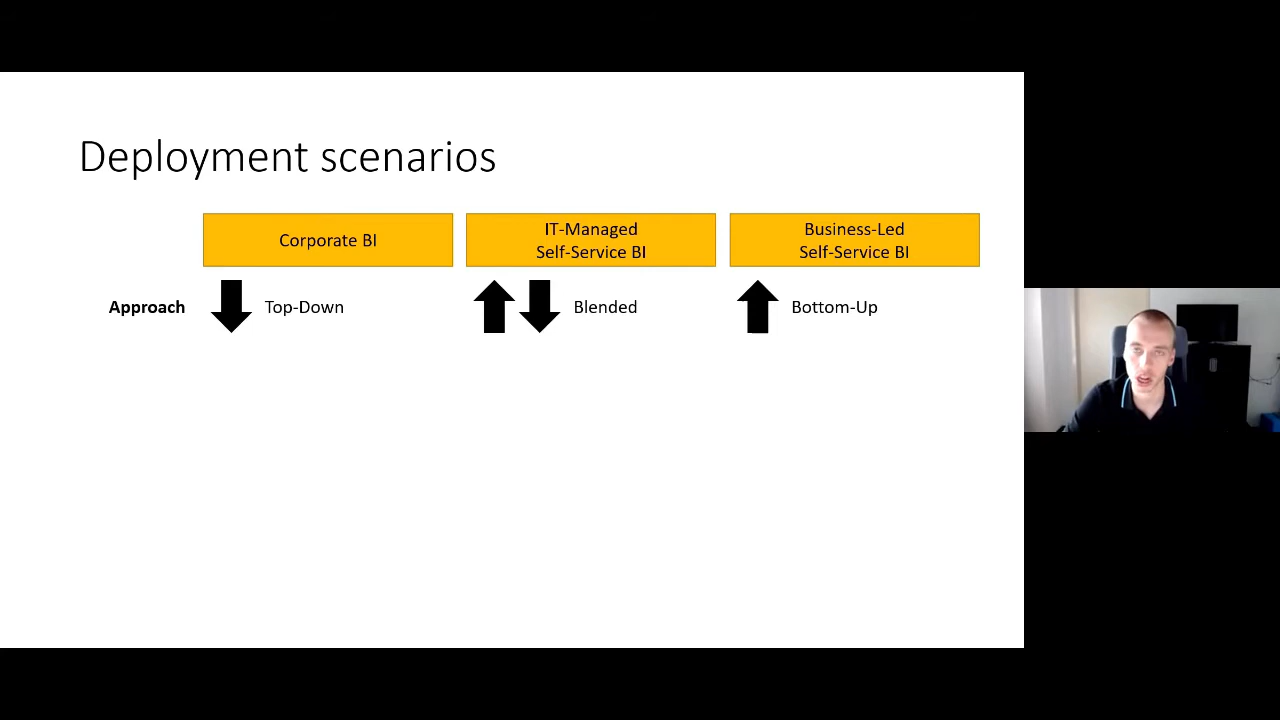 Deployment scenarios
Corporate BI
IT-Managed
Self-Service BI
Business-Led
Self-Service BI
Approach
Top-Down
Blended
Bottom-Up